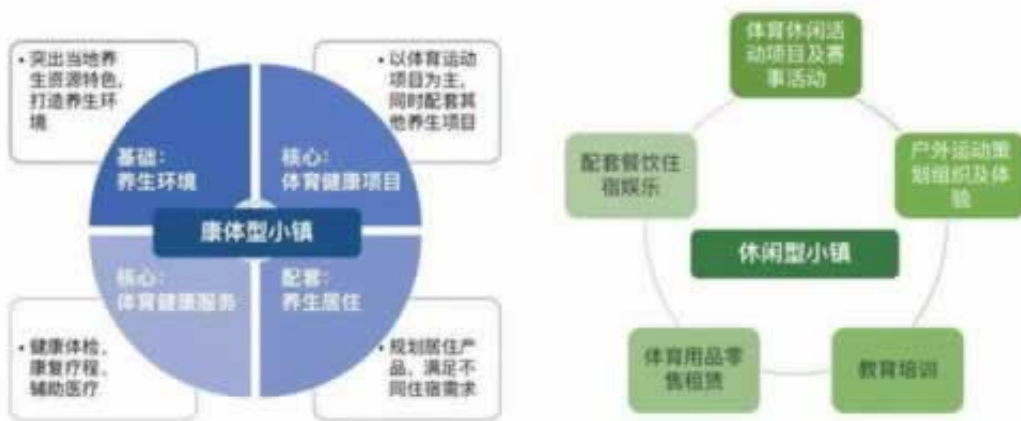 • 突出当地养
生资源特色,
打造养生环
境
• 以体育运动
项目为主,
同时配套其
他养生项目
基础:
养生环境
核心:
体育健康项目
康体型小镇
核心:
体育健康服务
配套:
养生居住
• 健康体检、
康复疗程、
辅助医疗
• 规划居住产
品, 满足不
同住宿需求
体育休闲活
动项目及赛
事活动
配套餐饮住
宿娱乐
户外运动策
划组织及体
验
休闲型小镇
体育用品零
售租赁
教育培训